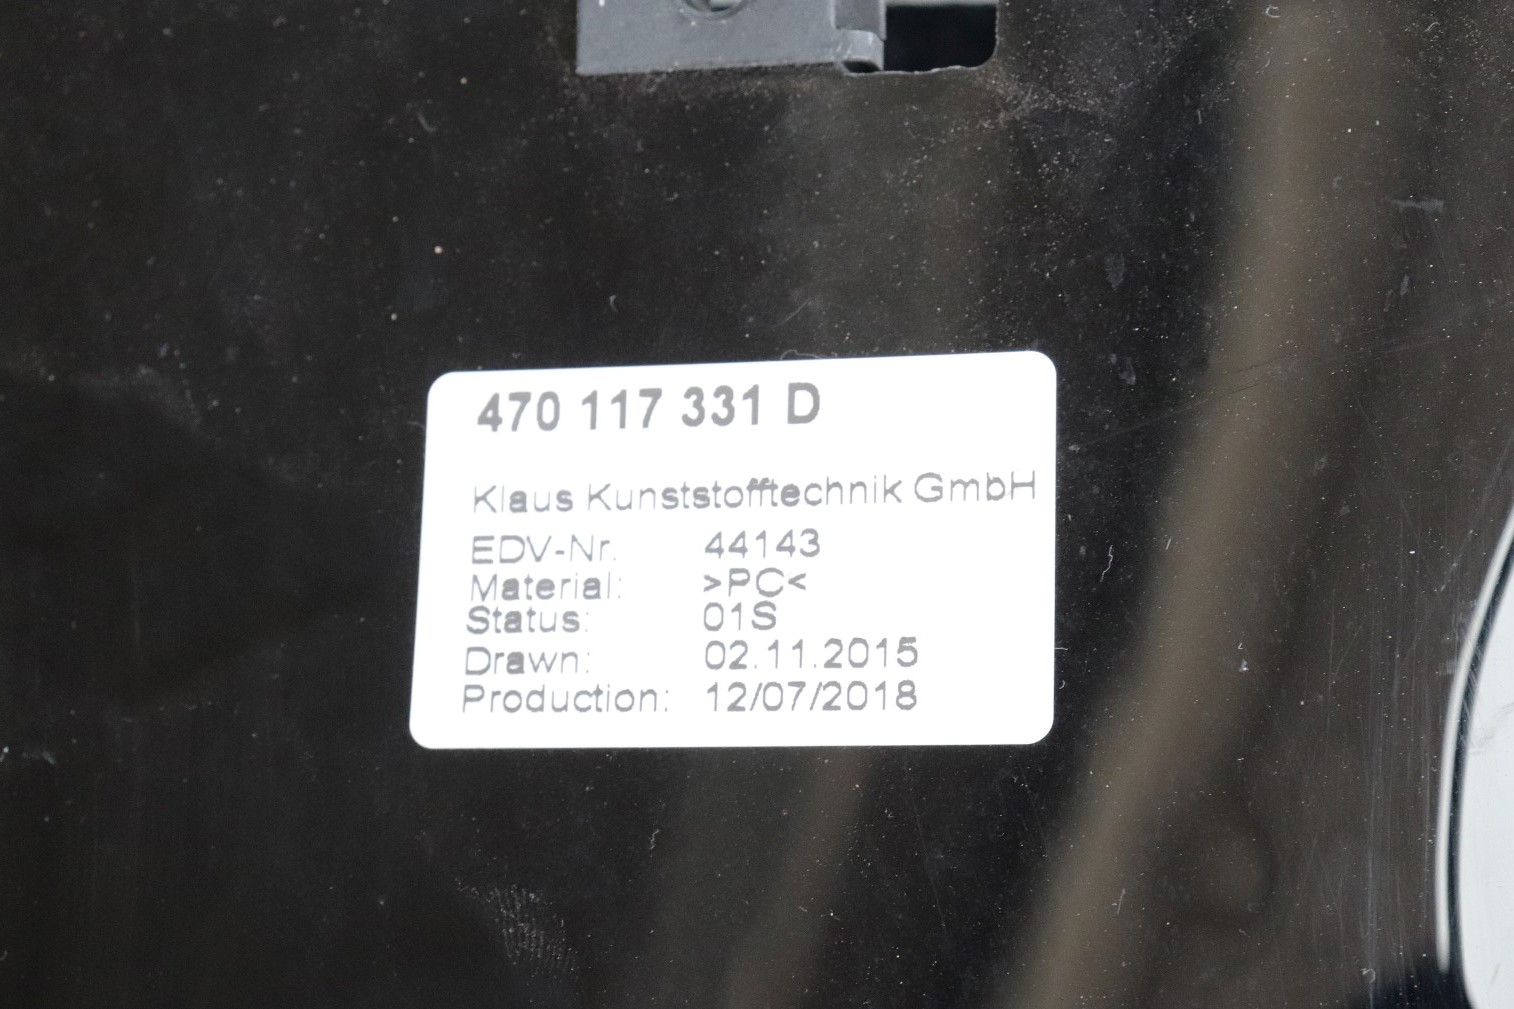 470 117 331 D
Klaus Kunststofftechnik GmbH
EDV-Nr. 44143
Material: >PC<
Status: 01S
Drawn: 02.11.2015
Production: 12/07/2018